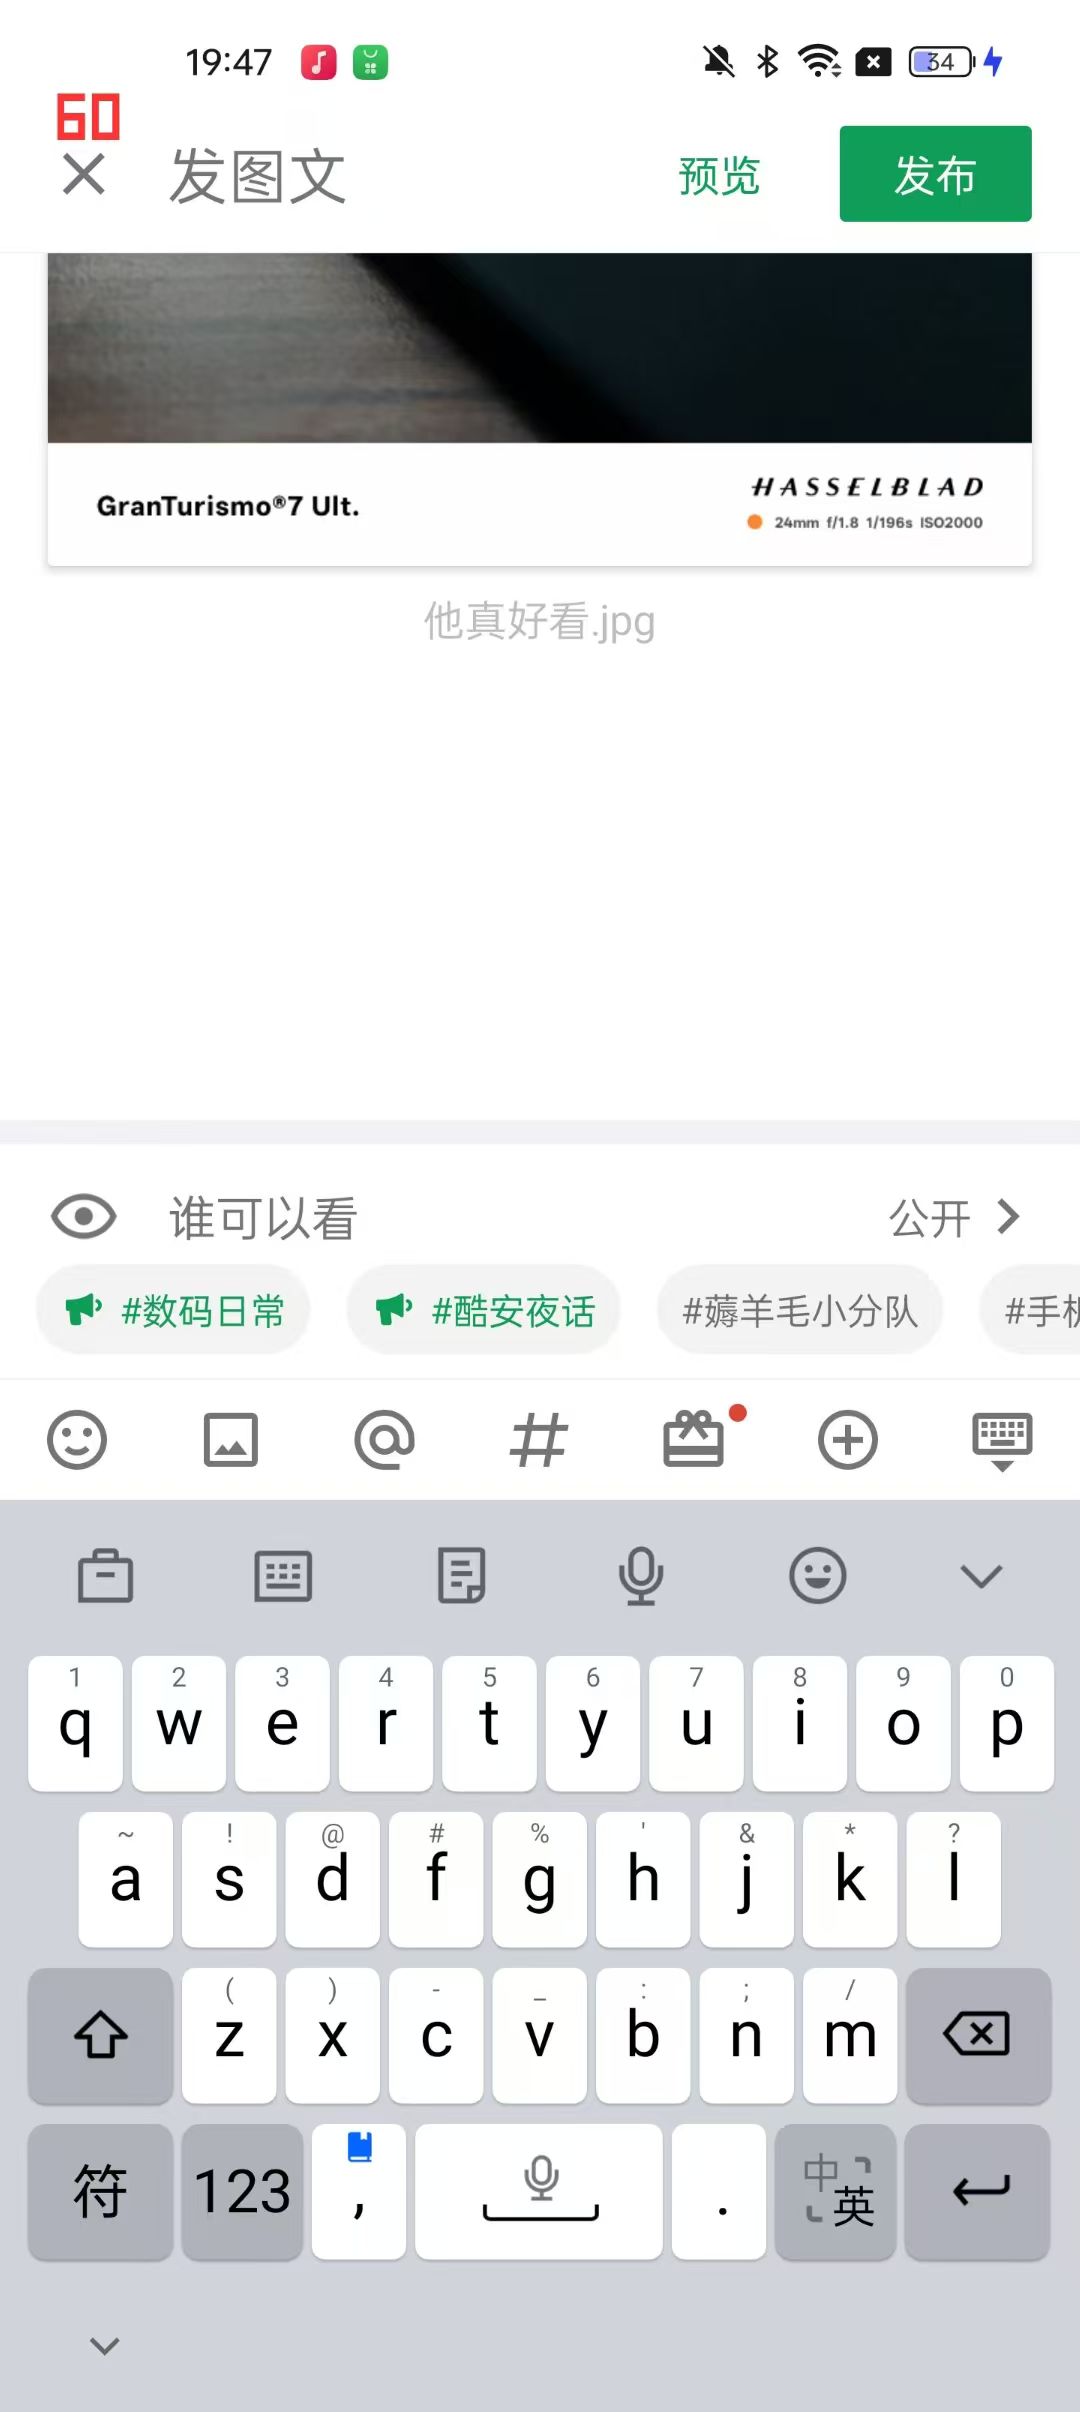 19:47
34
60
发图文
预览
发布
GranTurismo®7 Ult.
HASSELBLAD
24mm f/1.8 1/196s ISO2000
他真好看.jpg
谁可以看
公开
#数码日常
#酷安夜话
#薅羊毛小分队
#手机
1 2 3 4 5 6 7 8 9 0
q w e r t y u i o p
~ ! @ # % ' & * ?
a s d f g h j k l
( ) - _ : ; /
z x c v b n m
符 123 , . 中 英